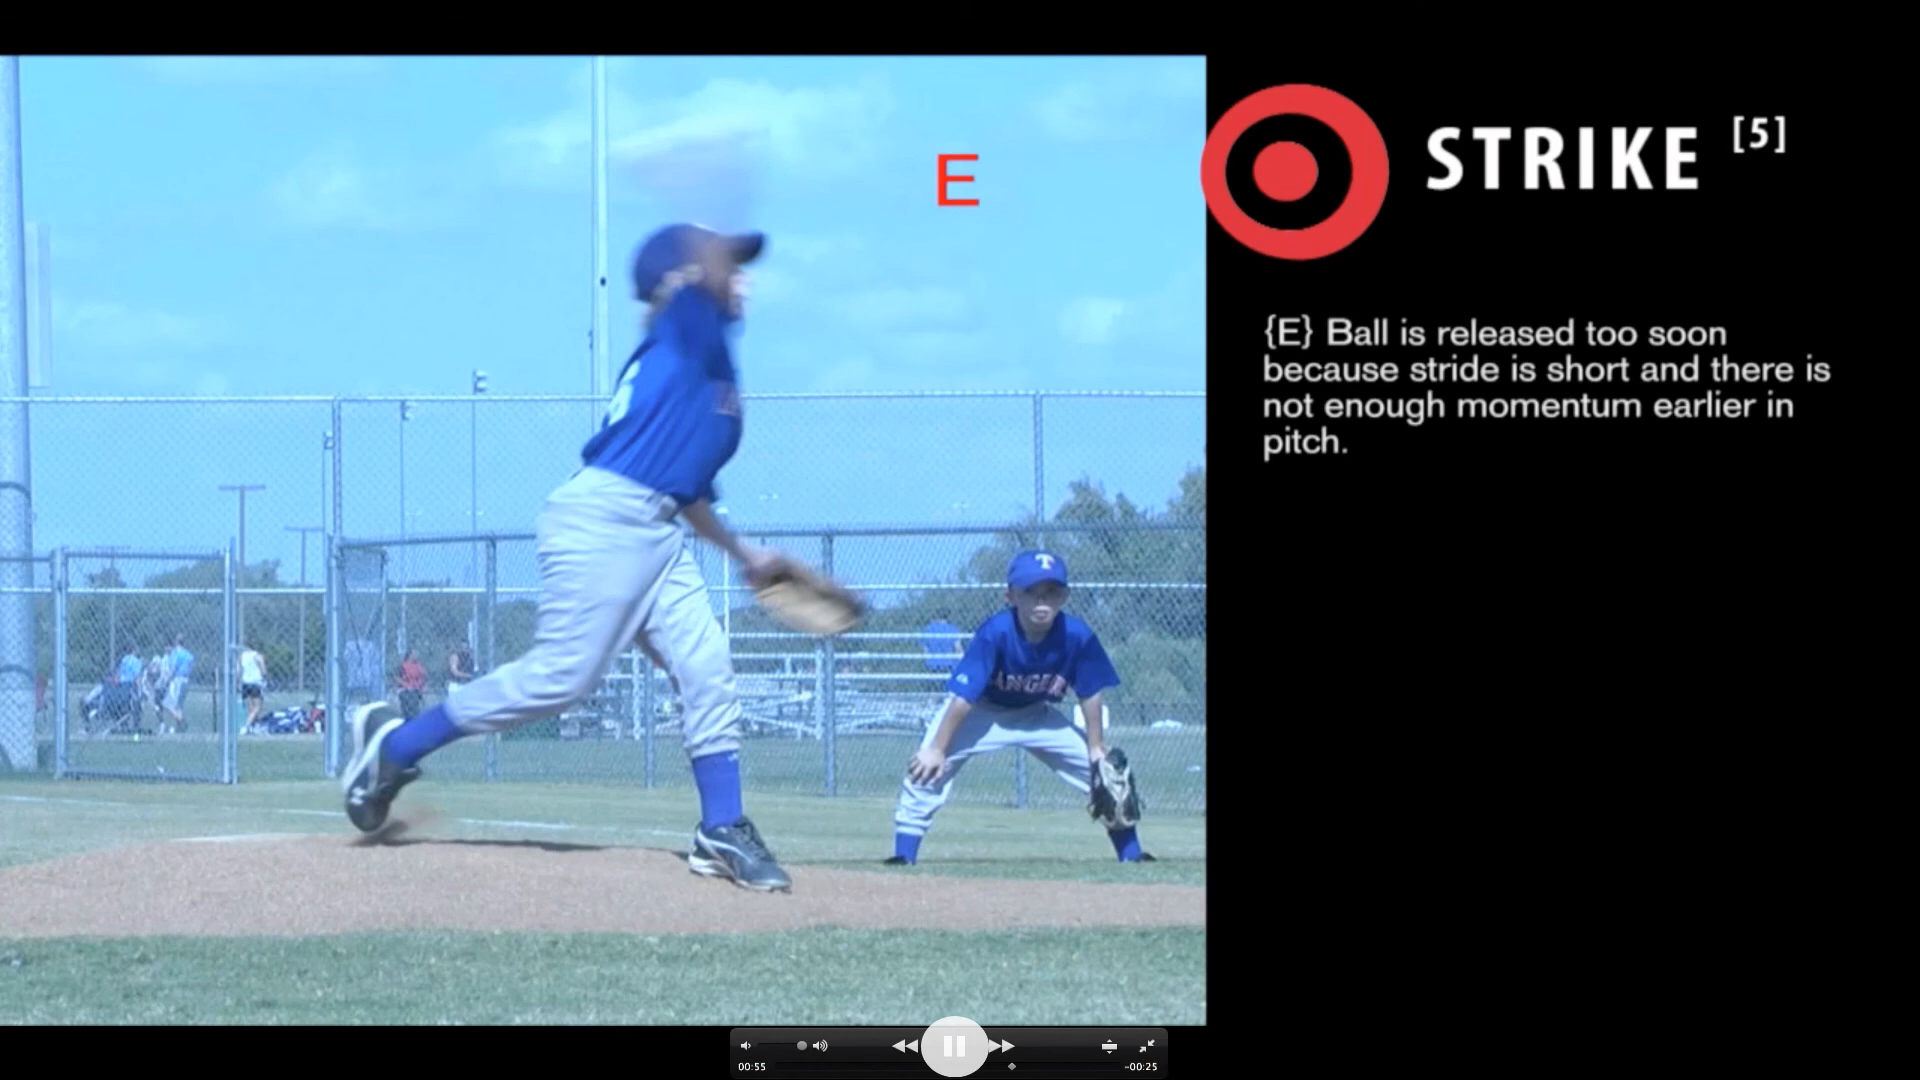 E
STRIKE [5]
{E} Ball is released too soon
because stride is short and there is
not enough momentum earlier in
pitch.
T
ANGER
00:55
-00:25